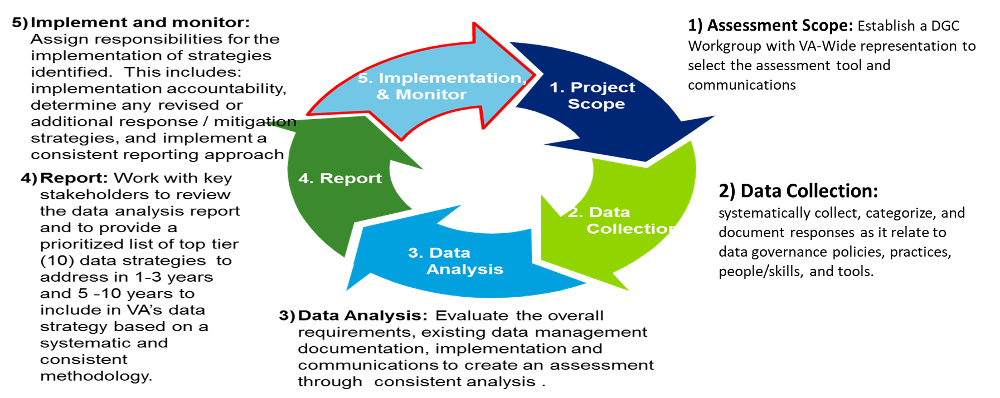 5) Implement and monitor:
Assign responsibilities for the
implementation of strategies
identified. This includes:
implementation accountability,
determine any revised or
additional response / mitigation
strategies, and implement a
consistent reporting approach
4) Report: Work with key
stakeholders to review
the data analysis report
and to provide a
prioritized list of top tier
(10) data strategies to
address in 1-3 years
and 5 -10 years to
include in VA's data
strategy based on a
systematic and
consistent
methodology.
5. Implementation,
& Monitor
1. Project
Scope
2. Data
Collection
3. Data
Analysis
4. Report
1) Assessment Scope: Establish a DGC
Workgroup with VA-Wide representation to
select the assessment tool and
communications
2) Data Collection:
systematically collect, categorize, and
document responses as it relate to
data governance policies, practices,
people/skills, and tools.
3) Data Analysis: Evaluate the overall
requirements, existing data management
documentation, implementation and
communications to create an assessment
through consistent analysis .